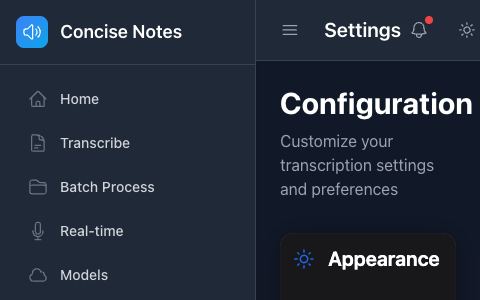 Concise Notes
Home
Transcribe
Batch Process
Real-time
Models
Settings
Configuration
Customize your
transcription settings
and preferences
Appearance